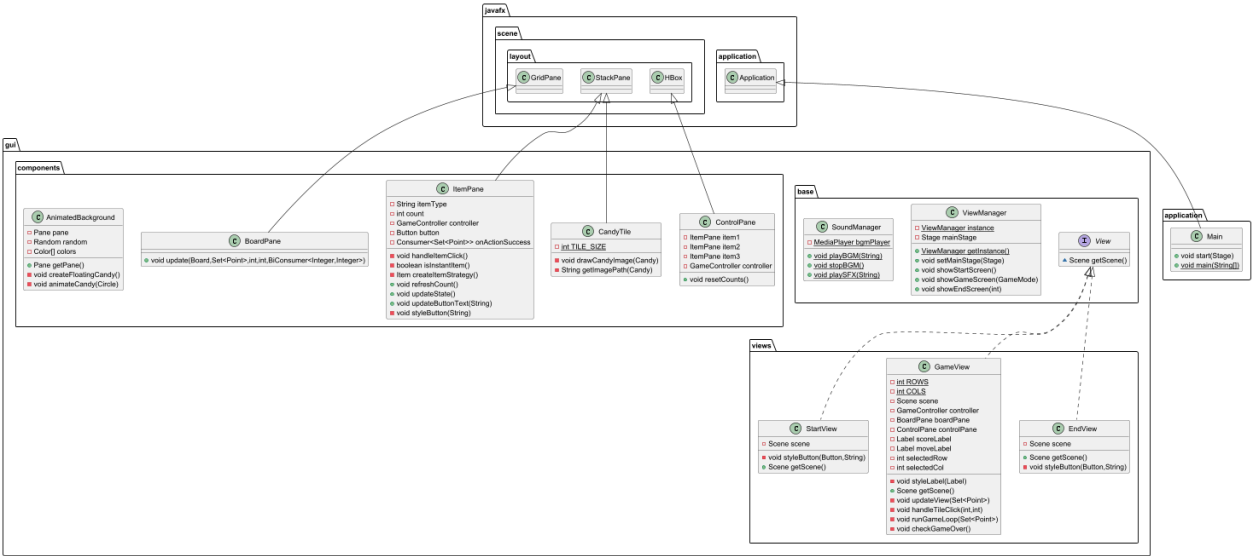 javafx
scene
layout
application
C GridPane
C StackPane
C HBox
C Application
gui
components
C AnimatedBackground
Pane pane
Random random
Color[] colors
Pane getPane()
void createFloatingCandy()
void animateCandy(Circle)
C BoardPane
void update(Board,Set<Point>,int,int,BiConsumer<Integer,Integer>)
C ItemPane
String itemType
int count
GameController controller
Button button
Consumer<Set<Point>> onActionSuccess
void handleItemClick()
boolean isInstantItem()
Item createItemStrategy()
void refreshCount()
void updateState()
void updateButtonText(String)
void styleButton(String)
C CandyTile
int TILE_SIZE
void drawCandyImage(Candy)
String getImagePath(Candy)
C ControlPane
ItemPane item1
ItemPane item2
ItemPane item3
GameController controller
void resetCounts()
base
C SoundManager
MediaPlayer bgmPlayer
void playBGM(String)
void stopBGM()
void playSFX(String)
C ViewManager
ViewManager instance
Stage mainStage
ViewManager getInstance()
void setMainStage(Stage)
void showStartScreen()
void showGameScreen(GameMode)
void showEndScreen(int)
I View
Scene getScene()
application
C Main
void start(Stage)
void main(String[])
views
C StartView
Scene scene
void styleButton(Button,String)
Scene getScene()
C GameView
int ROWS
int COLS
Scene scene
GameController controller
BoardPane boardPane
ControlPane controlPane
Label scoreLabel
Label moveLabel
int selectedRow
int selectedCol
void styleLabel(Label)
Scene getScene()
void updateView(Set<Point>)
void handleTileClick(int,int)
void runGameLoop(Set<Point>)
void checkGameOver()
C EndView
Scene scene
Scene getScene()
void styleButton(Button,String)